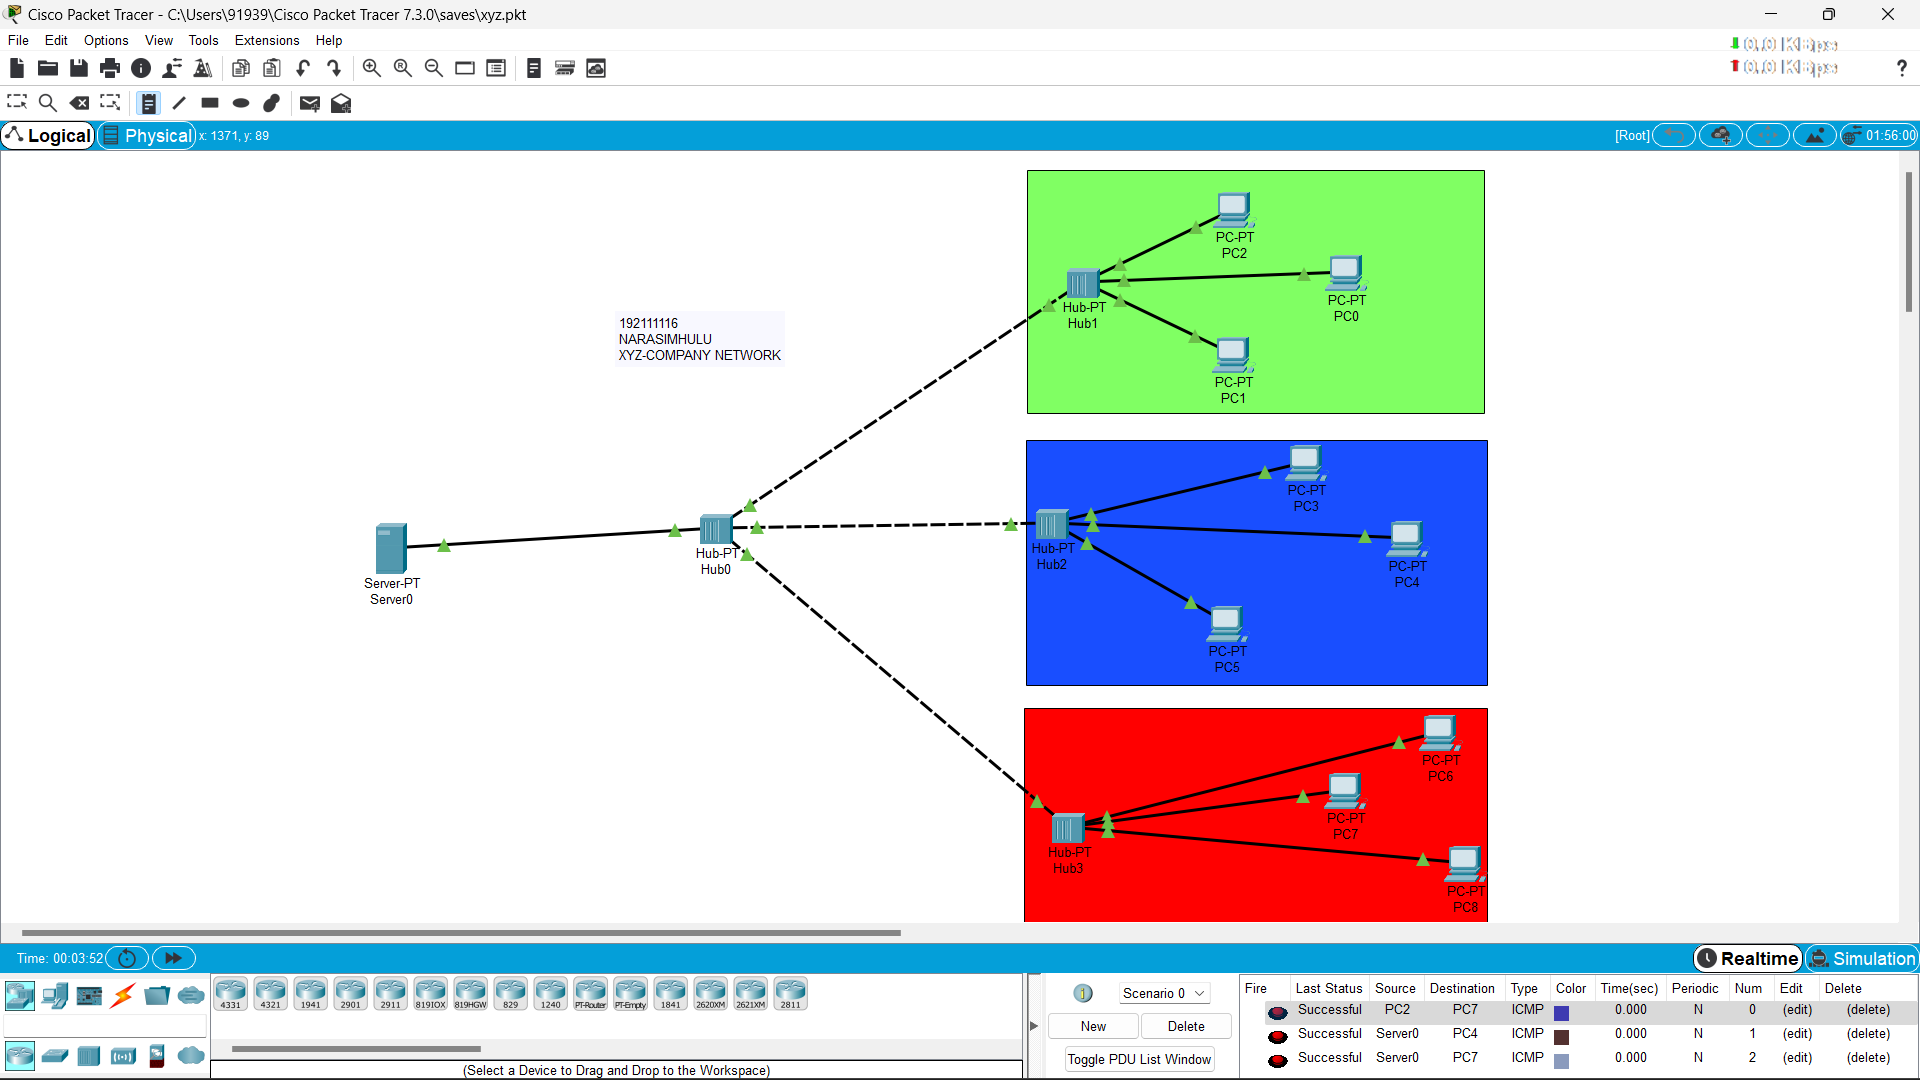 Cisco Packet Tracer - C:\Users\91939\Cisco Packet Tracer 7.3.0\saves\xyz.pkt
File Edit Options View Tools Extensions Help
0.0 KBps
0.0 KBps
?
Logical Physical x: 1371, y: 89 [Root] 01:56:00
PC-PT
PC2
PC-PT
PC0
Hub-PT
Hub1
PC-PT
PC1
192111116
NARASIMHULU
XYZ-COMPANY NETWORK
PC-PT
PC3
Hub-PT
Hub2
PC-PT
PC4
PC-PT
PC5
Hub-PT
Hub0
Server-PT
Server0
PC-PT
PC6
PC-PT
PC7
Hub-PT
Hub3
PC-PT
PC8
Time: 00:03:52 Realtime Simulation
4331 4321 1941 2901 2911 819IOX 819HGW 829 1240 PT-Router PT-Empty 1841 2620XM 2621XM 2811
(Select a Device to Drag and Drop to the Workspace)
Scenario 0
New Delete
Toggle PDU List Window
Fire Last Status Source Destination Type Color Time(sec) Periodic Num Edit Delete
Successful PC2 PC7 ICMP 0.000 N 0 (edit) (delete)
Successful Server0 PC4 ICMP 0.000 N 1 (edit) (delete)
Successful Server0 PC7 ICMP 0.000 N 2 (edit) (delete)